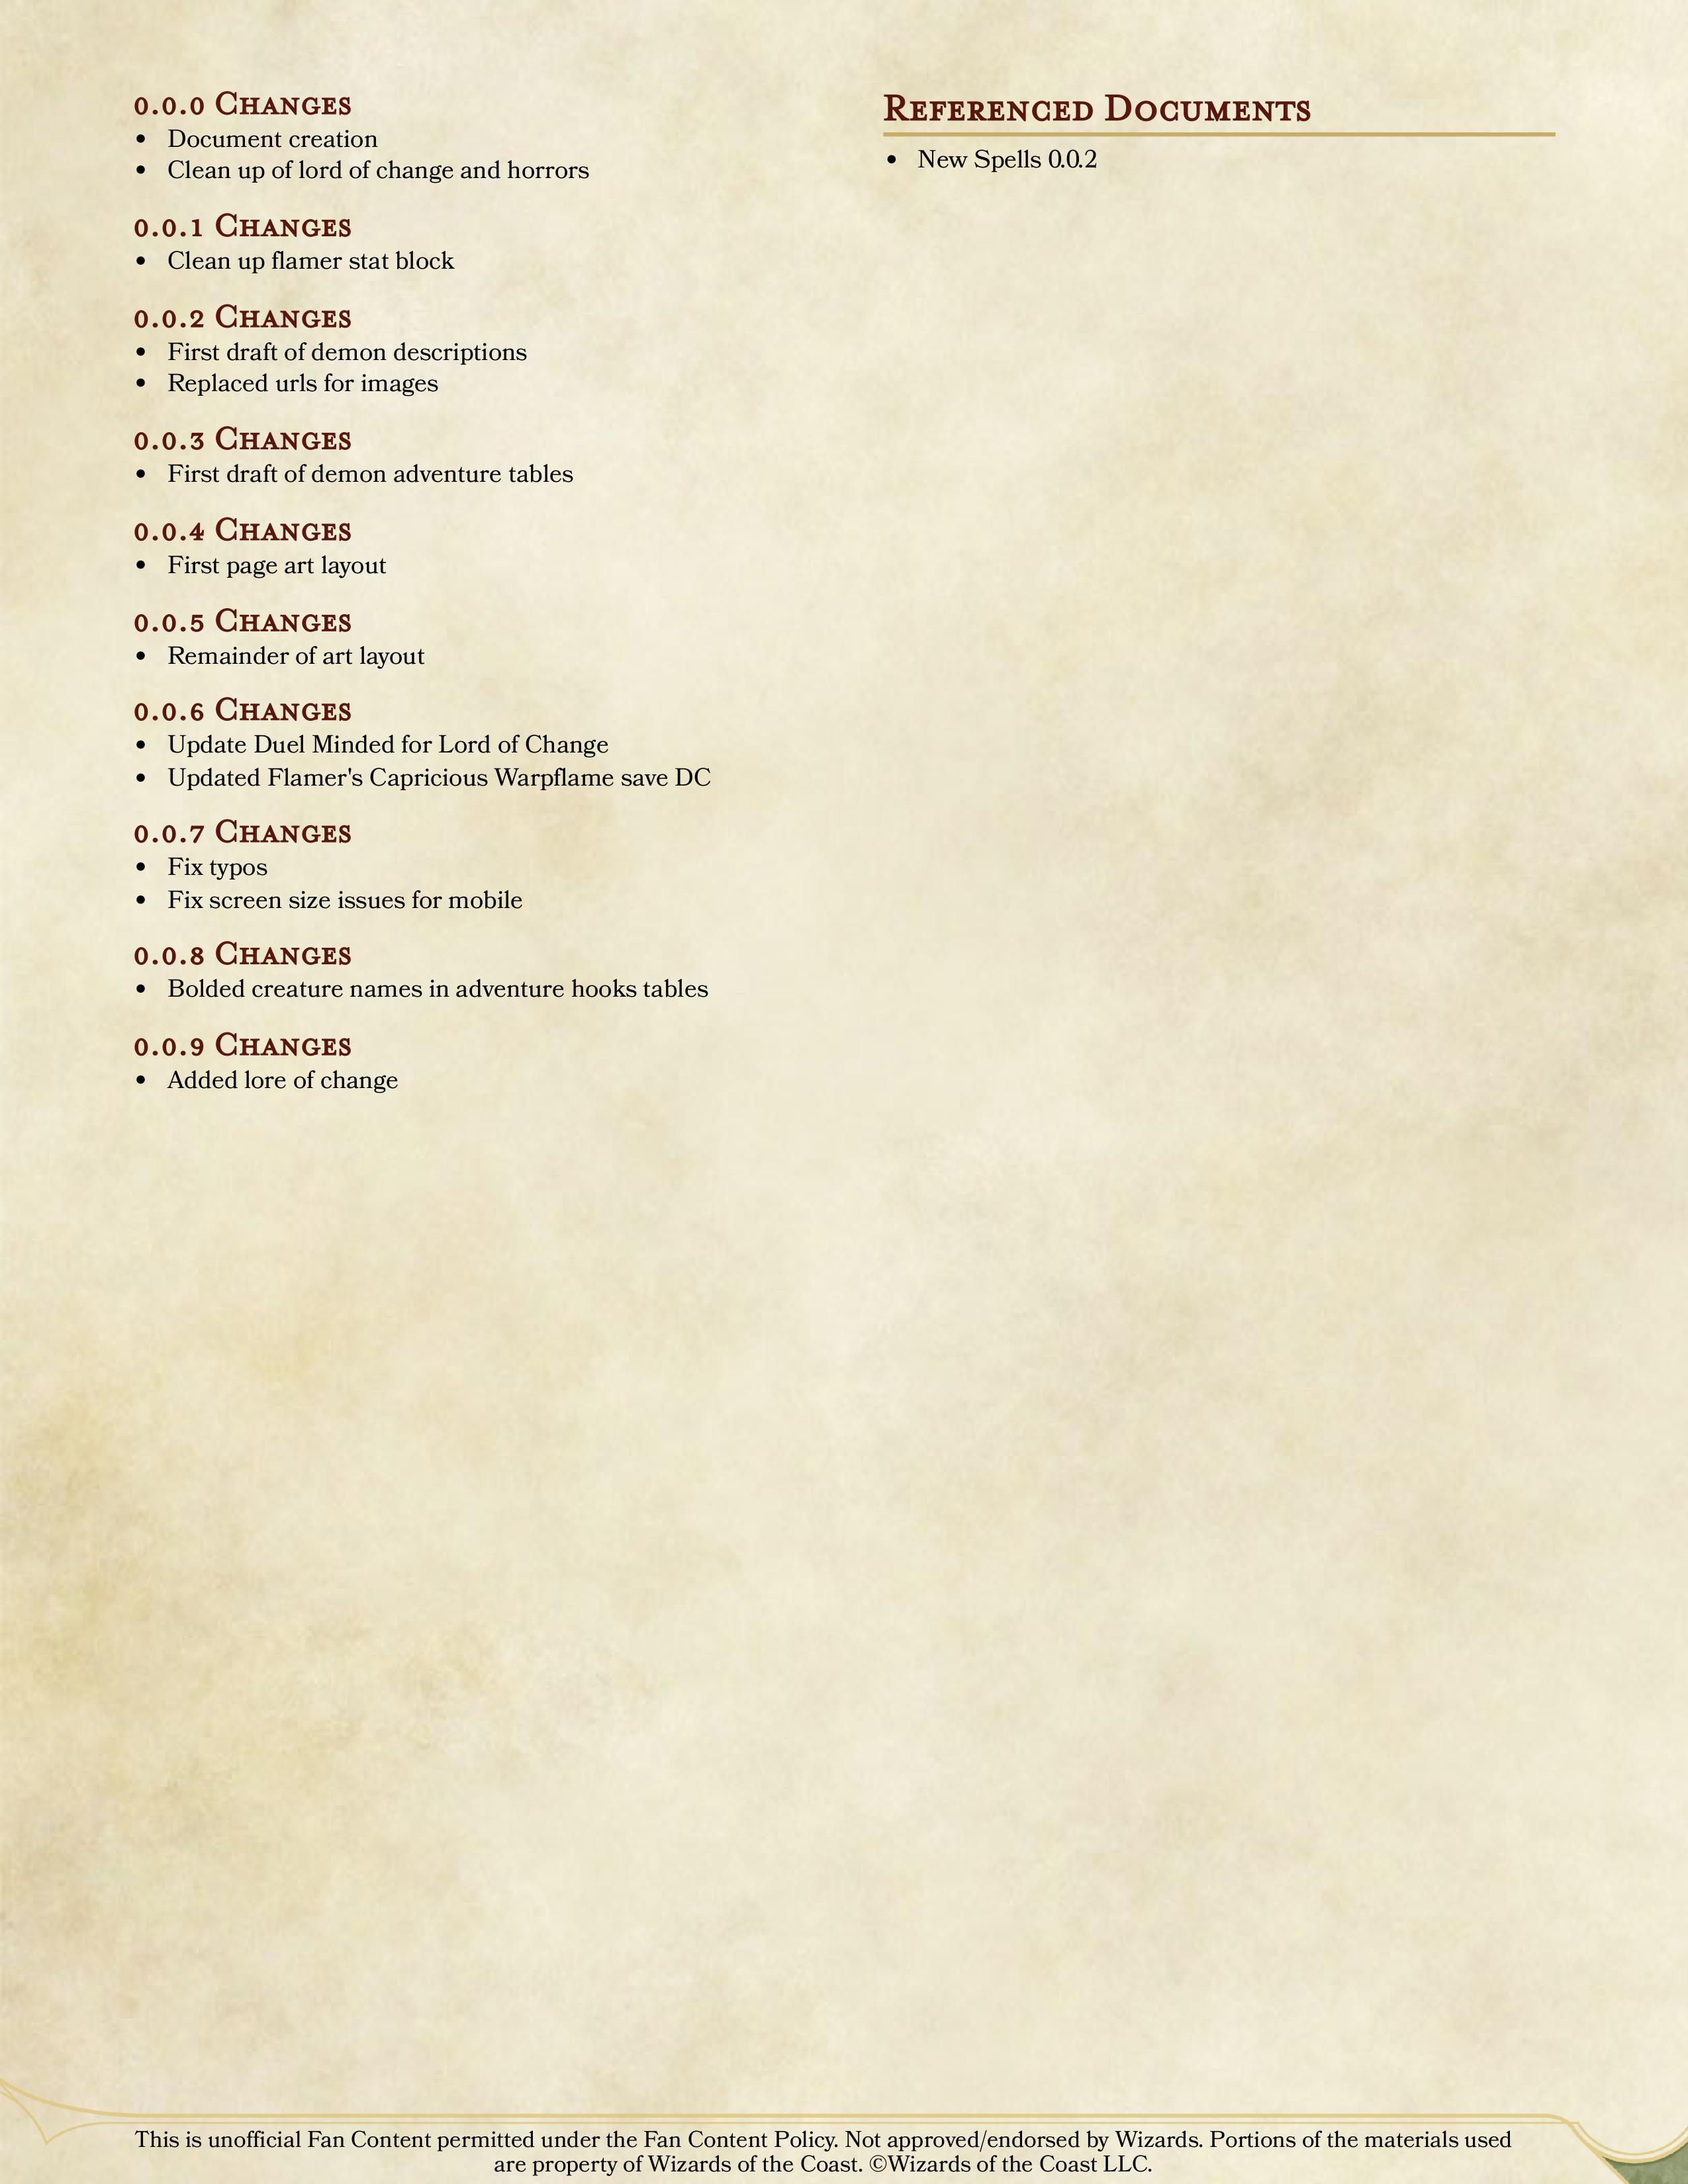 0.0.0 Changes
• Document creation
• Clean up of lord of change and horrors
0.0.1 Changes
• Clean up flamer stat block
0.0.2 Changes
• First draft of demon descriptions
• Replaced urls for images
0.0.3 Changes
• First draft of demon adventure tables
0.0.4 Changes
• First page art layout
0.0.5 Changes
• Remainder of art layout
0.0.6 Changes
• Update Duel Minded for Lord of Change
• Updated Flamer's Capricious Warpflame save DC
0.0.7 Changes
• Fix typos
• Fix screen size issues for mobile
0.0.8 Changes
• Bolded creature names in adventure hooks tables
0.0.9 Changes
• Added lore of change
Referenced Documents
• New Spells 0.0.2
This is unofficial Fan Content permitted under the Fan Content Policy. Not approved/endorsed by Wizards. Portions of the materials used
are property of Wizards of the Coast. ©Wizards of the Coast LLC.